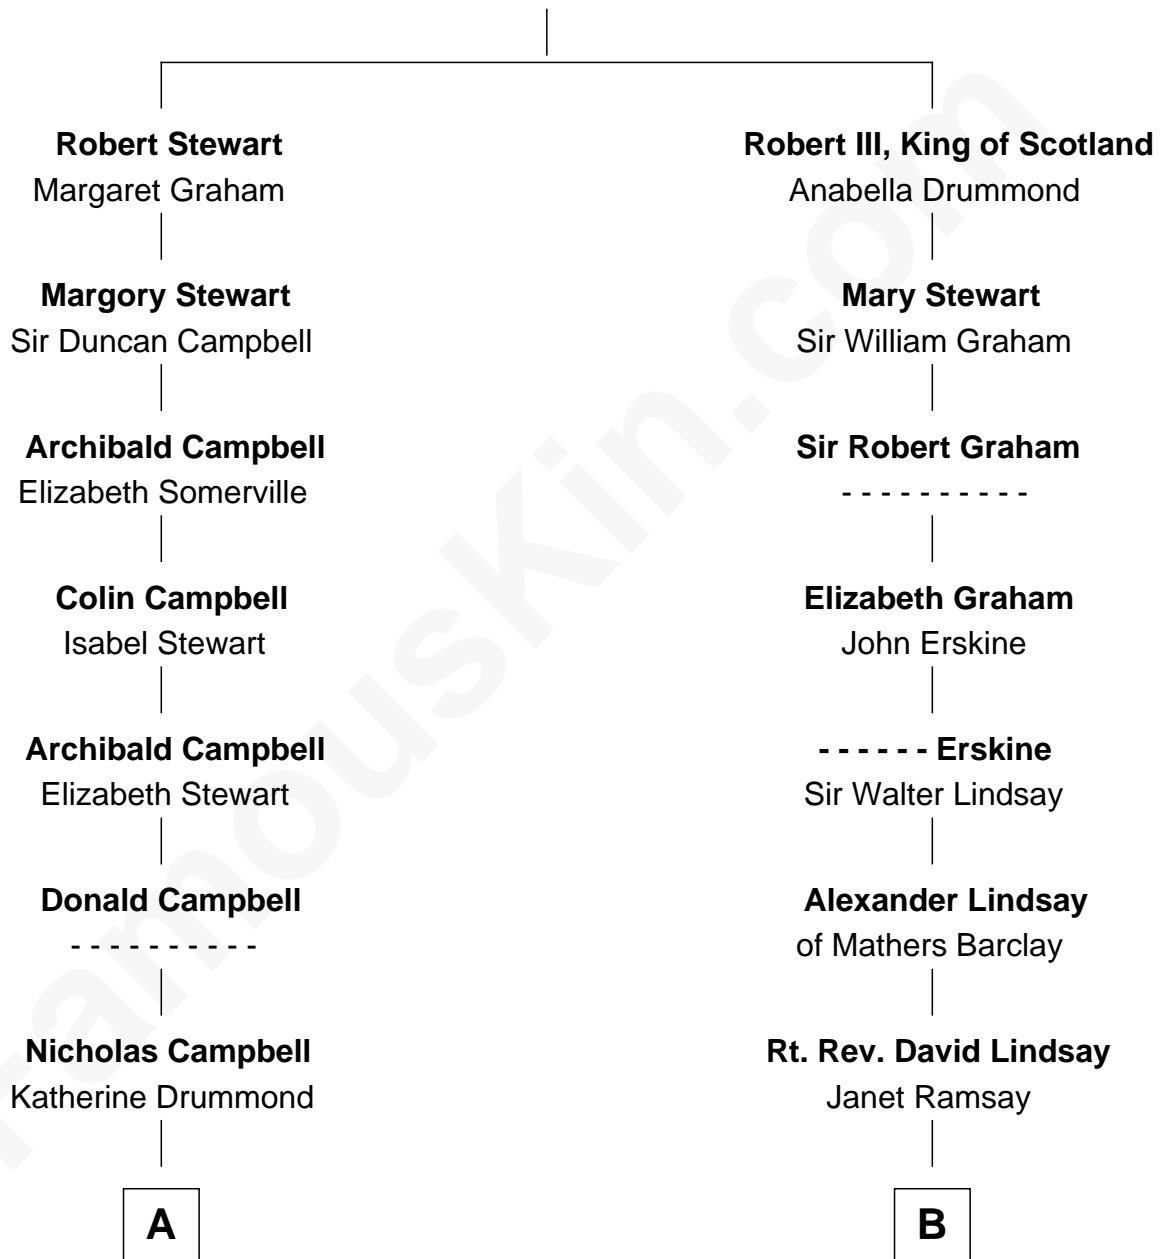 Robert Stewart
Margaret Graham
Margory Stewart
Sir Duncan Campbell
Archibald Campbell
Elizabeth Somerville
Colin Campbell
Isabel Stewart
Archibald Campbell
Elizabeth Stewart
Donald Campbell
- - - - - - - - - -
Nicholas Campbell
Katherine Drummond
A
Robert III, King of Scotland
Anabella Drummond
Mary Stewart
Sir William Graham
Sir Robert Graham
- - - - - - - - - -
Elizabeth Graham
John Erskine
- - - - - - Erskine
Sir Walter Lindsay
Alexander Lindsay
of Mathers Barclay
Rt. Rev. David Lindsay
Janet Ramsay
B
FamousKin.com